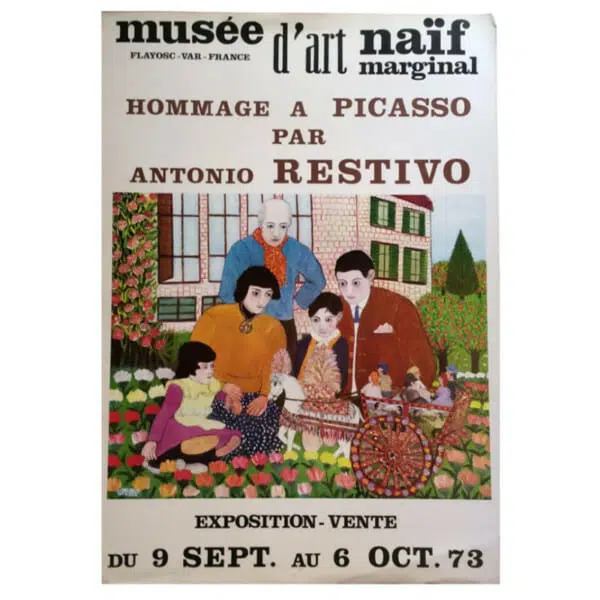 musée d'art naïf
FLAYOSC - VAR - FRANCE marginal
HOMMAGE A PICASSO
PAR
ANTONIO RESTIVO
EXPOSITION - VENTE
DU 9 SEPT. AU 6 OCT. 73